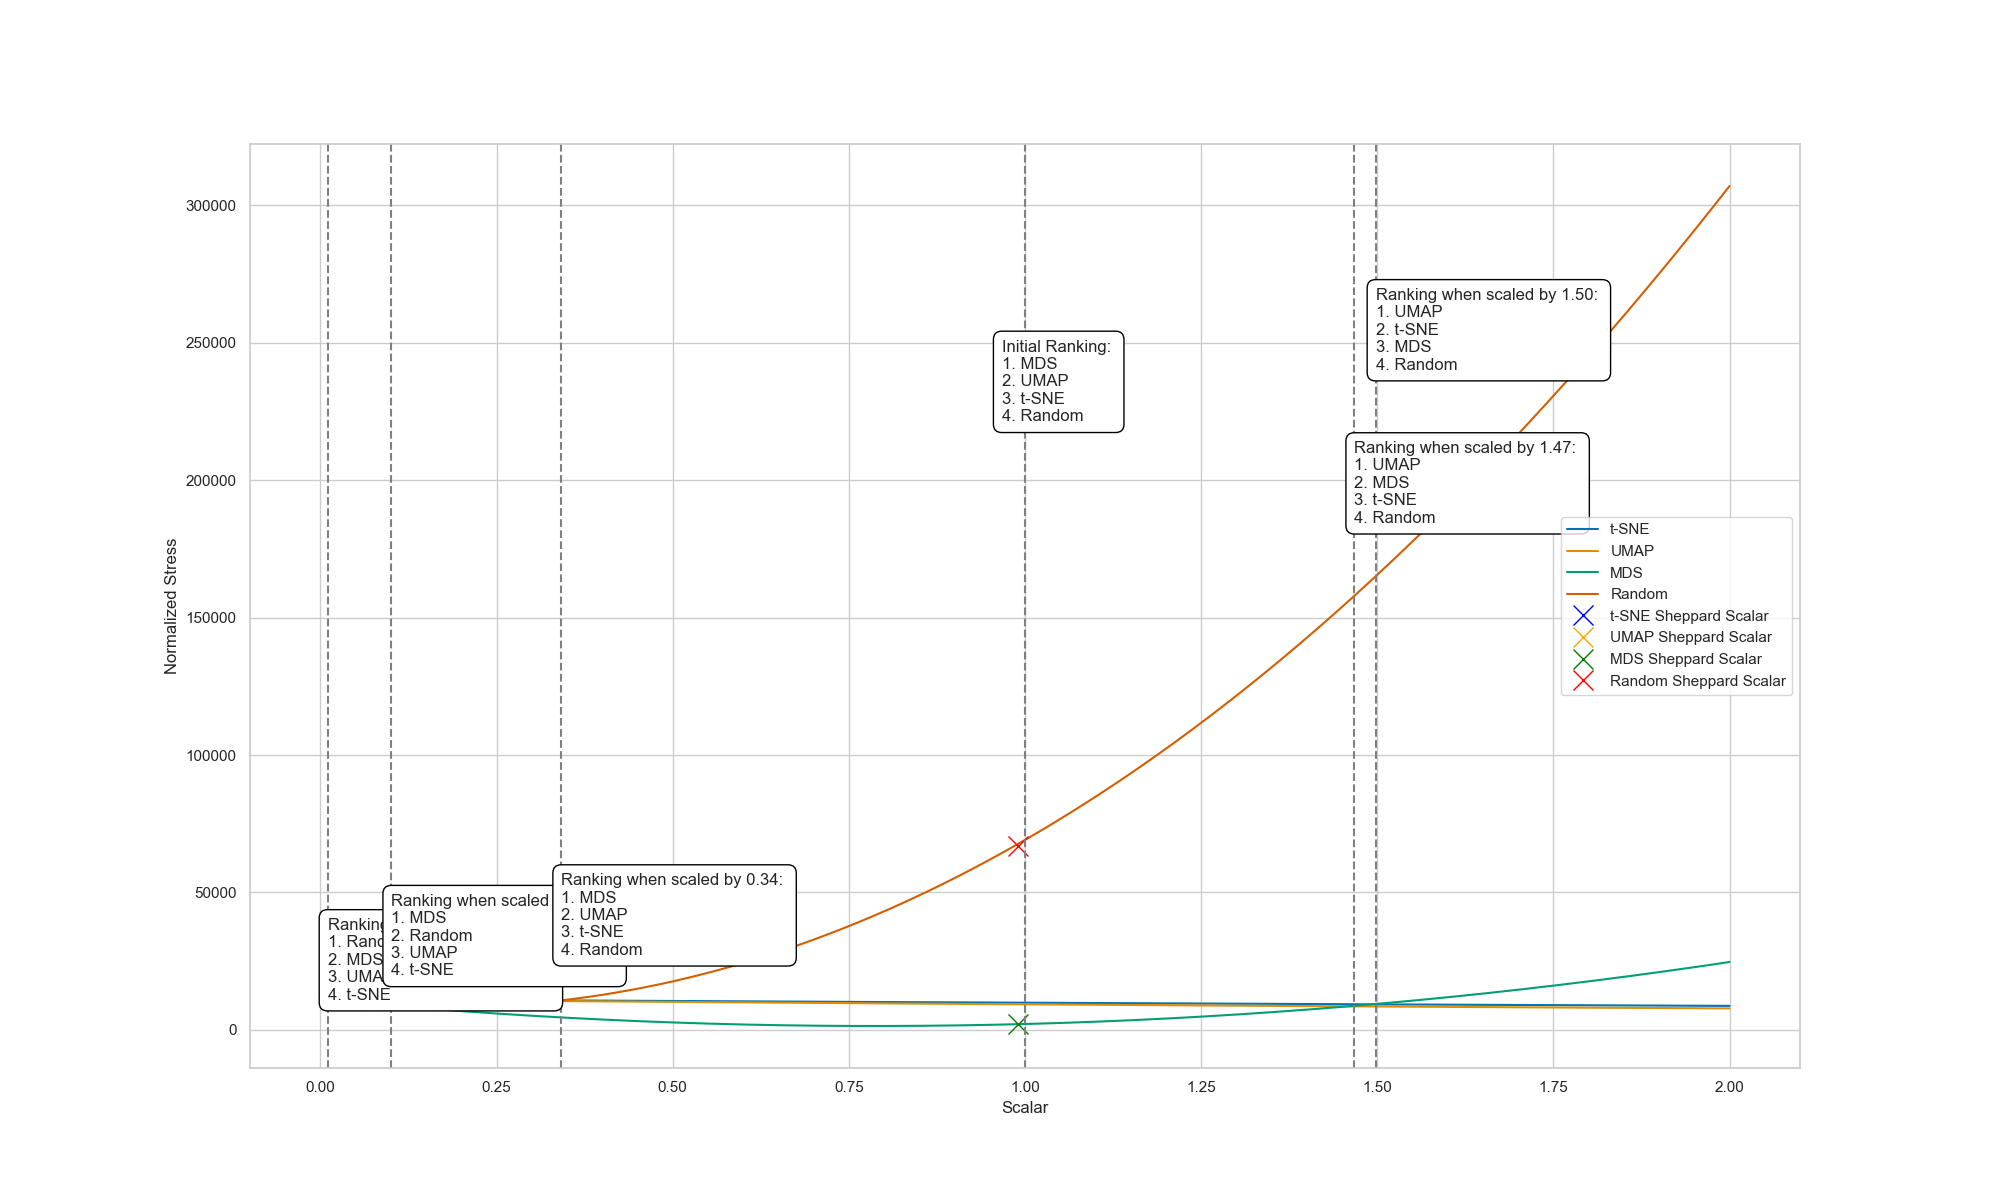 300000
250000
200000
150000
100000
50000
0
Normalized Stress
0.00
0.25
0.50
0.75
1.00
1.25
1.50
1.75
2.00
Scalar
Ranking
1.
2. MDS
3.
4. t-SNE
Ranking when scaled
1. MDS
2. Random
3. UMAP
4. t-SNE
Ranking when scaled by 0.34:
1. MDS
2. UMAP
3. t-SNE
4. Random
Initial Ranking:
1. MDS
2. UMAP
3. t-SNE
4. Random
Ranking when scaled by 1.50:
1. UMAP
2. t-SNE
3. MDS
4. Random
Ranking when scaled by 1.47:
1. UMAP
2. MDS
3. t-SNE
4. Random
t-SNE
UMAP
MDS
Random
t-SNE Sheppard Scalar
UMAP Sheppard Scalar
MDS Sheppard Scalar
Random Sheppard Scalar